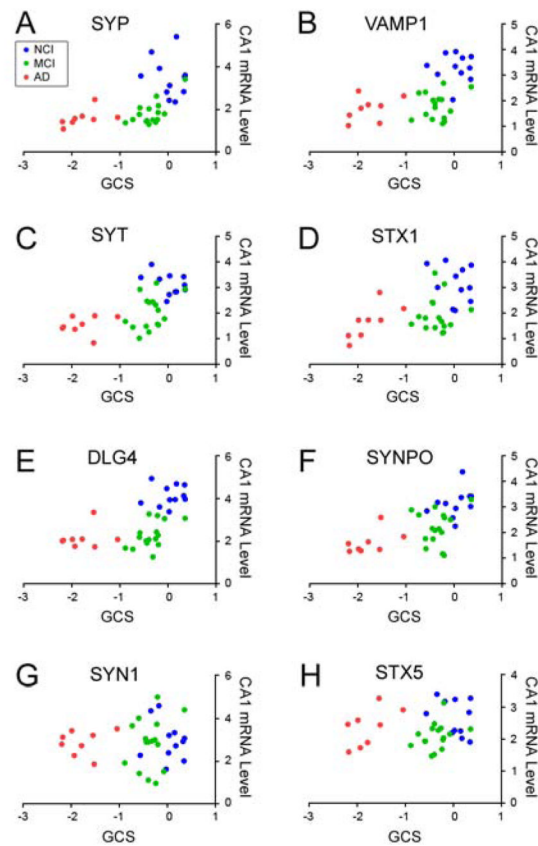 A SYP
NCI
MCI
AD
6
4
2
0
CA1 mRNA Level
-3 -2 -1 0 1
GCS
B VAMP1
5
4
3
2
1
0
CA1 mRNA Level
-3 -2 -1 0 1
GCS
C SYT
5
4
3
2
1
0
CA1 mRNA Level
-3 -2 -1 0 1
GCS
D STX1
5
4
3
2
1
0
CA1 mRNA Level
-3 -2 -1 0 1
GCS
E DLG4
6
4
2
0
CA1 mRNA Level
-3 -2 -1 0 1
GCS
F SYNPO
5
4
3
2
1
0
CA1 mRNA Level
-3 -2 -1 0 1
GCS
G SYN1
6
4
2
0
CA1 mRNA Level
-3 -2 -1 0 1
GCS
H STX5
4
3
2
1
0
CA1 mRNA Level
-3 -2 -1 0 1
GCS